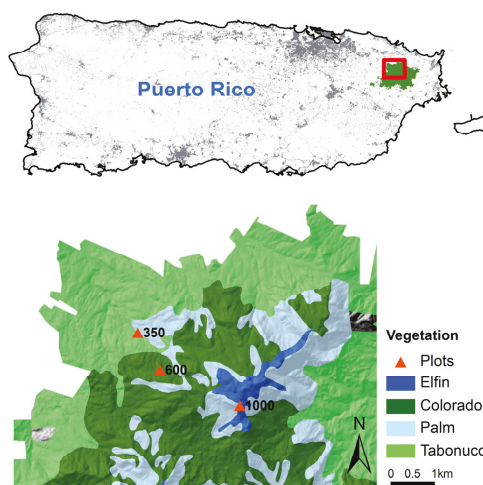 Puerto Rico
350
600
1000
N
Vegetation
Plots
Elfin
Colorado
Palm
Tabonuco
0 0.5 1km